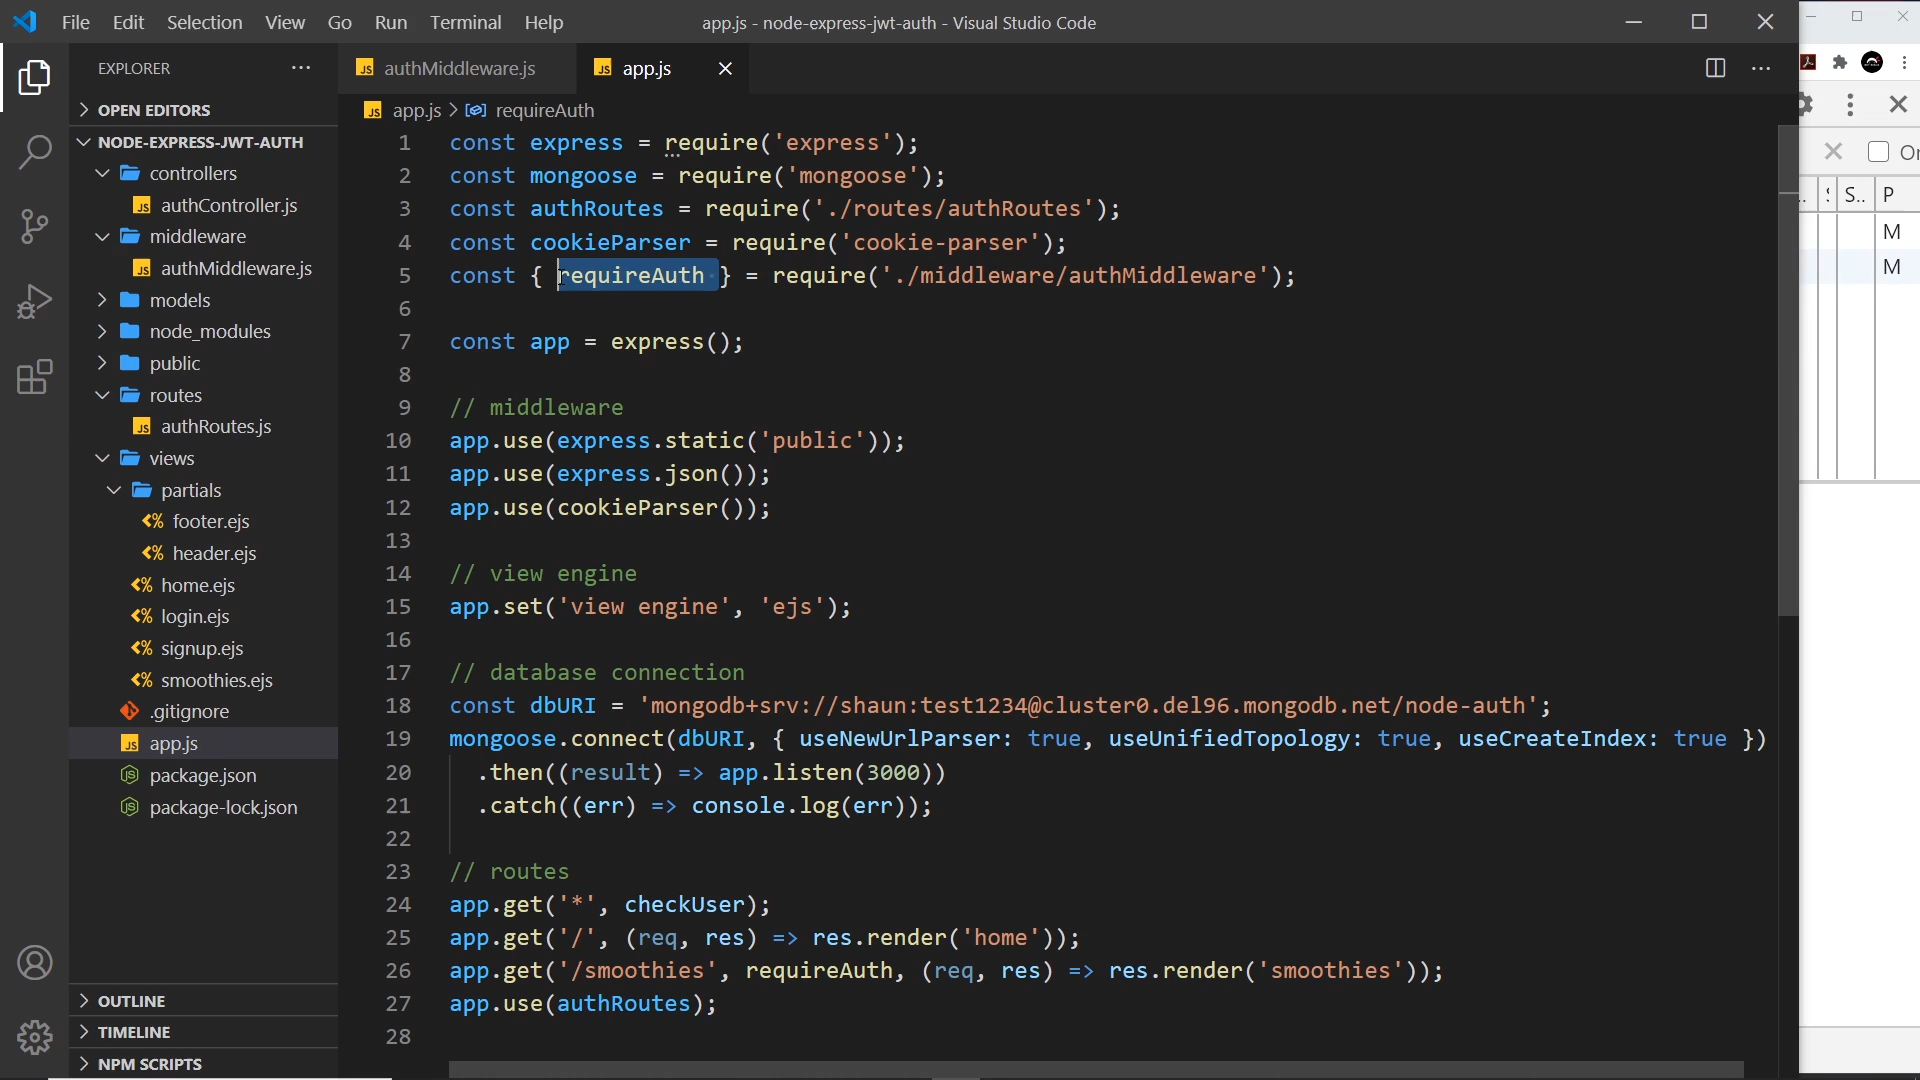 File Edit Selection View Go Run Terminal Help
app.js - node-express-jwt-auth - Visual Studio Code
EXPLORER
OPEN EDITORS
NODE-EXPRESS-JWT-AUTH
controllers
authController.js
middleware
authMiddleware.js
models
node_modules
public
routes
authRoutes.js
views
partials
footer.ejs
header.ejs
home.ejs
login.ejs
signup.ejs
smoothies.ejs
.gitignore
app.js
package.json
package-lock.json
OUTLINE
TIMELINE
NPM SCRIPTS
JS authMiddleware.js
JS app.js
JS app.js > requireAuth
1 const express = require('express');
2 const mongoose = require('mongoose');
3 const authRoutes = require('./routes/authRoutes');
4 const cookieParser = require('cookie-parser');
5 const { requireAuth } = require('./middleware/authMiddleware');
6
7 const app = express();
8
9 // middleware
10 app.use(express.static('public'));
11 app.use(express.json());
12 app.use(cookieParser());
13
14 // view engine
15 app.set('view engine', 'ejs');
16
17 // database connection
18 const dbURI = 'mongodb+srv://shaun:test1234@cluster0.del96.mongodb.net/node-auth';
19 mongoose.connect(dbURI, { useNewUrlParser: true, useUnifiedTopology: true, useCreateIndex: true })
20 .then((result) => app.listen(3000))
21 .catch((err) => console.log(err));
22
23 // routes
24 app.get('*', checkUser);
25 app.get('/', (req, res) => res.render('home'));
26 app.get('/smoothies', requireAuth, (req, res) => res.render('smoothies'));
27 app.use(authRoutes);
28
S.. P
M
M